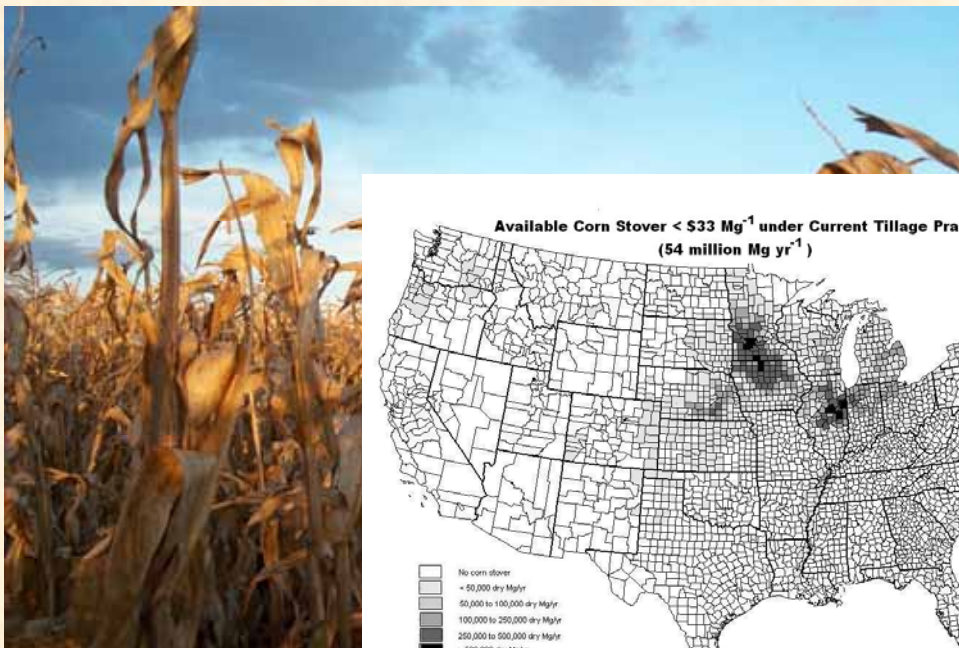 Available Corn Stover < $33 Mg⁻¹ under Current Tillage Pra
(54 million Mg yr⁻¹ )
No corn stover
< 50,000 dry Mg/yr
50,000 to 100,000 dry Mg/yr
100,000 to 250,000 dry Mg/yr
250,000 to 500,000 dry Mg/yr